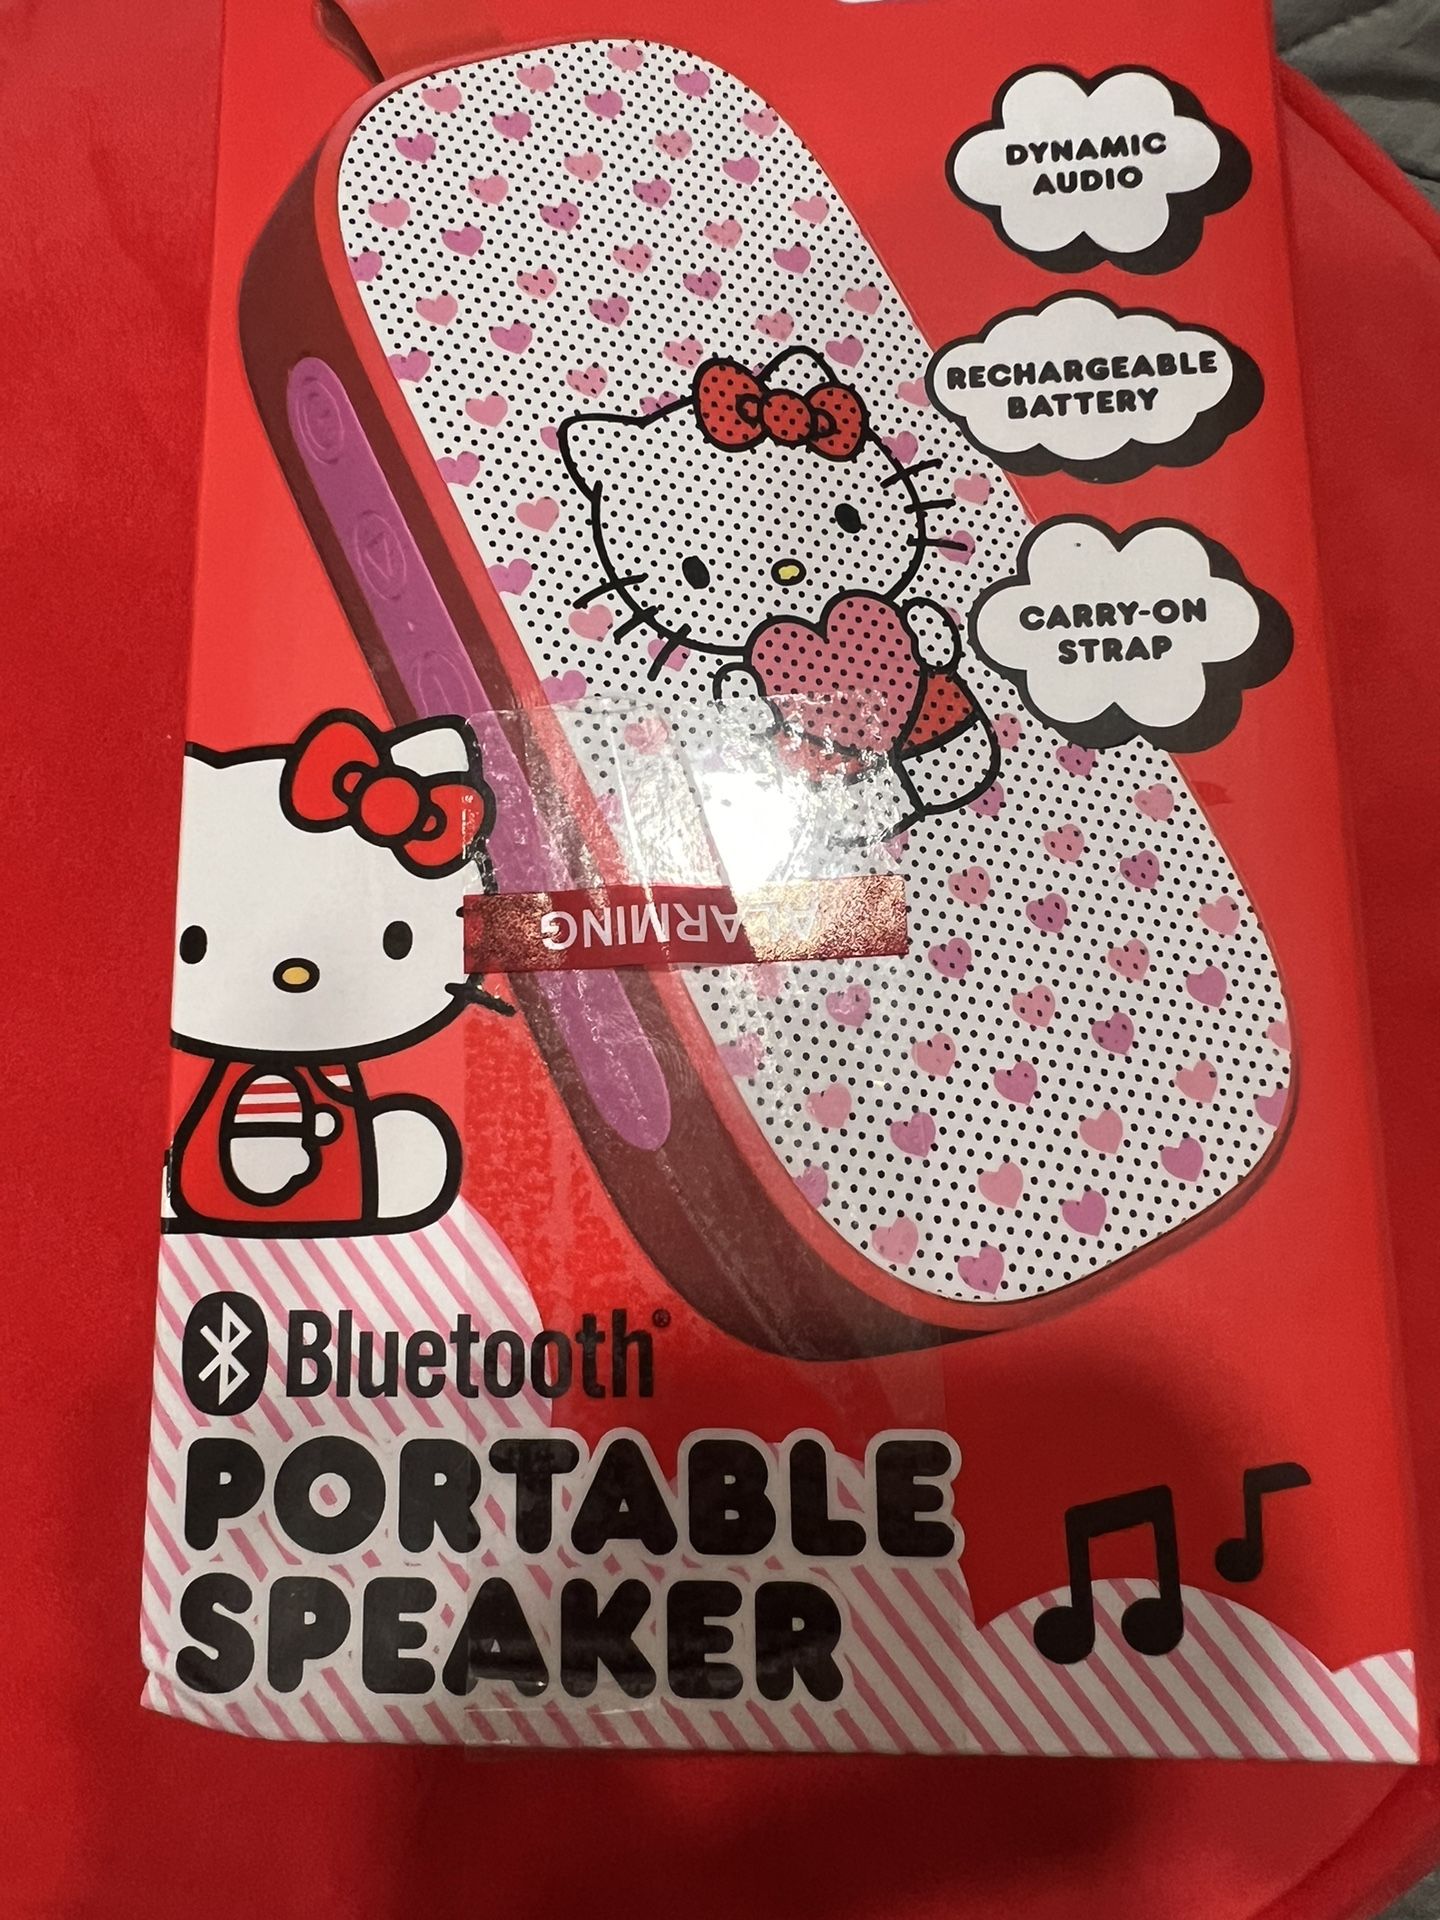 DYNAMIC
AUDIO
RECHARGEABLE
BATTERY
CARRY-ON
STRAP
ALARMING
Bluetooth®
PORTABLE
SPEAKER